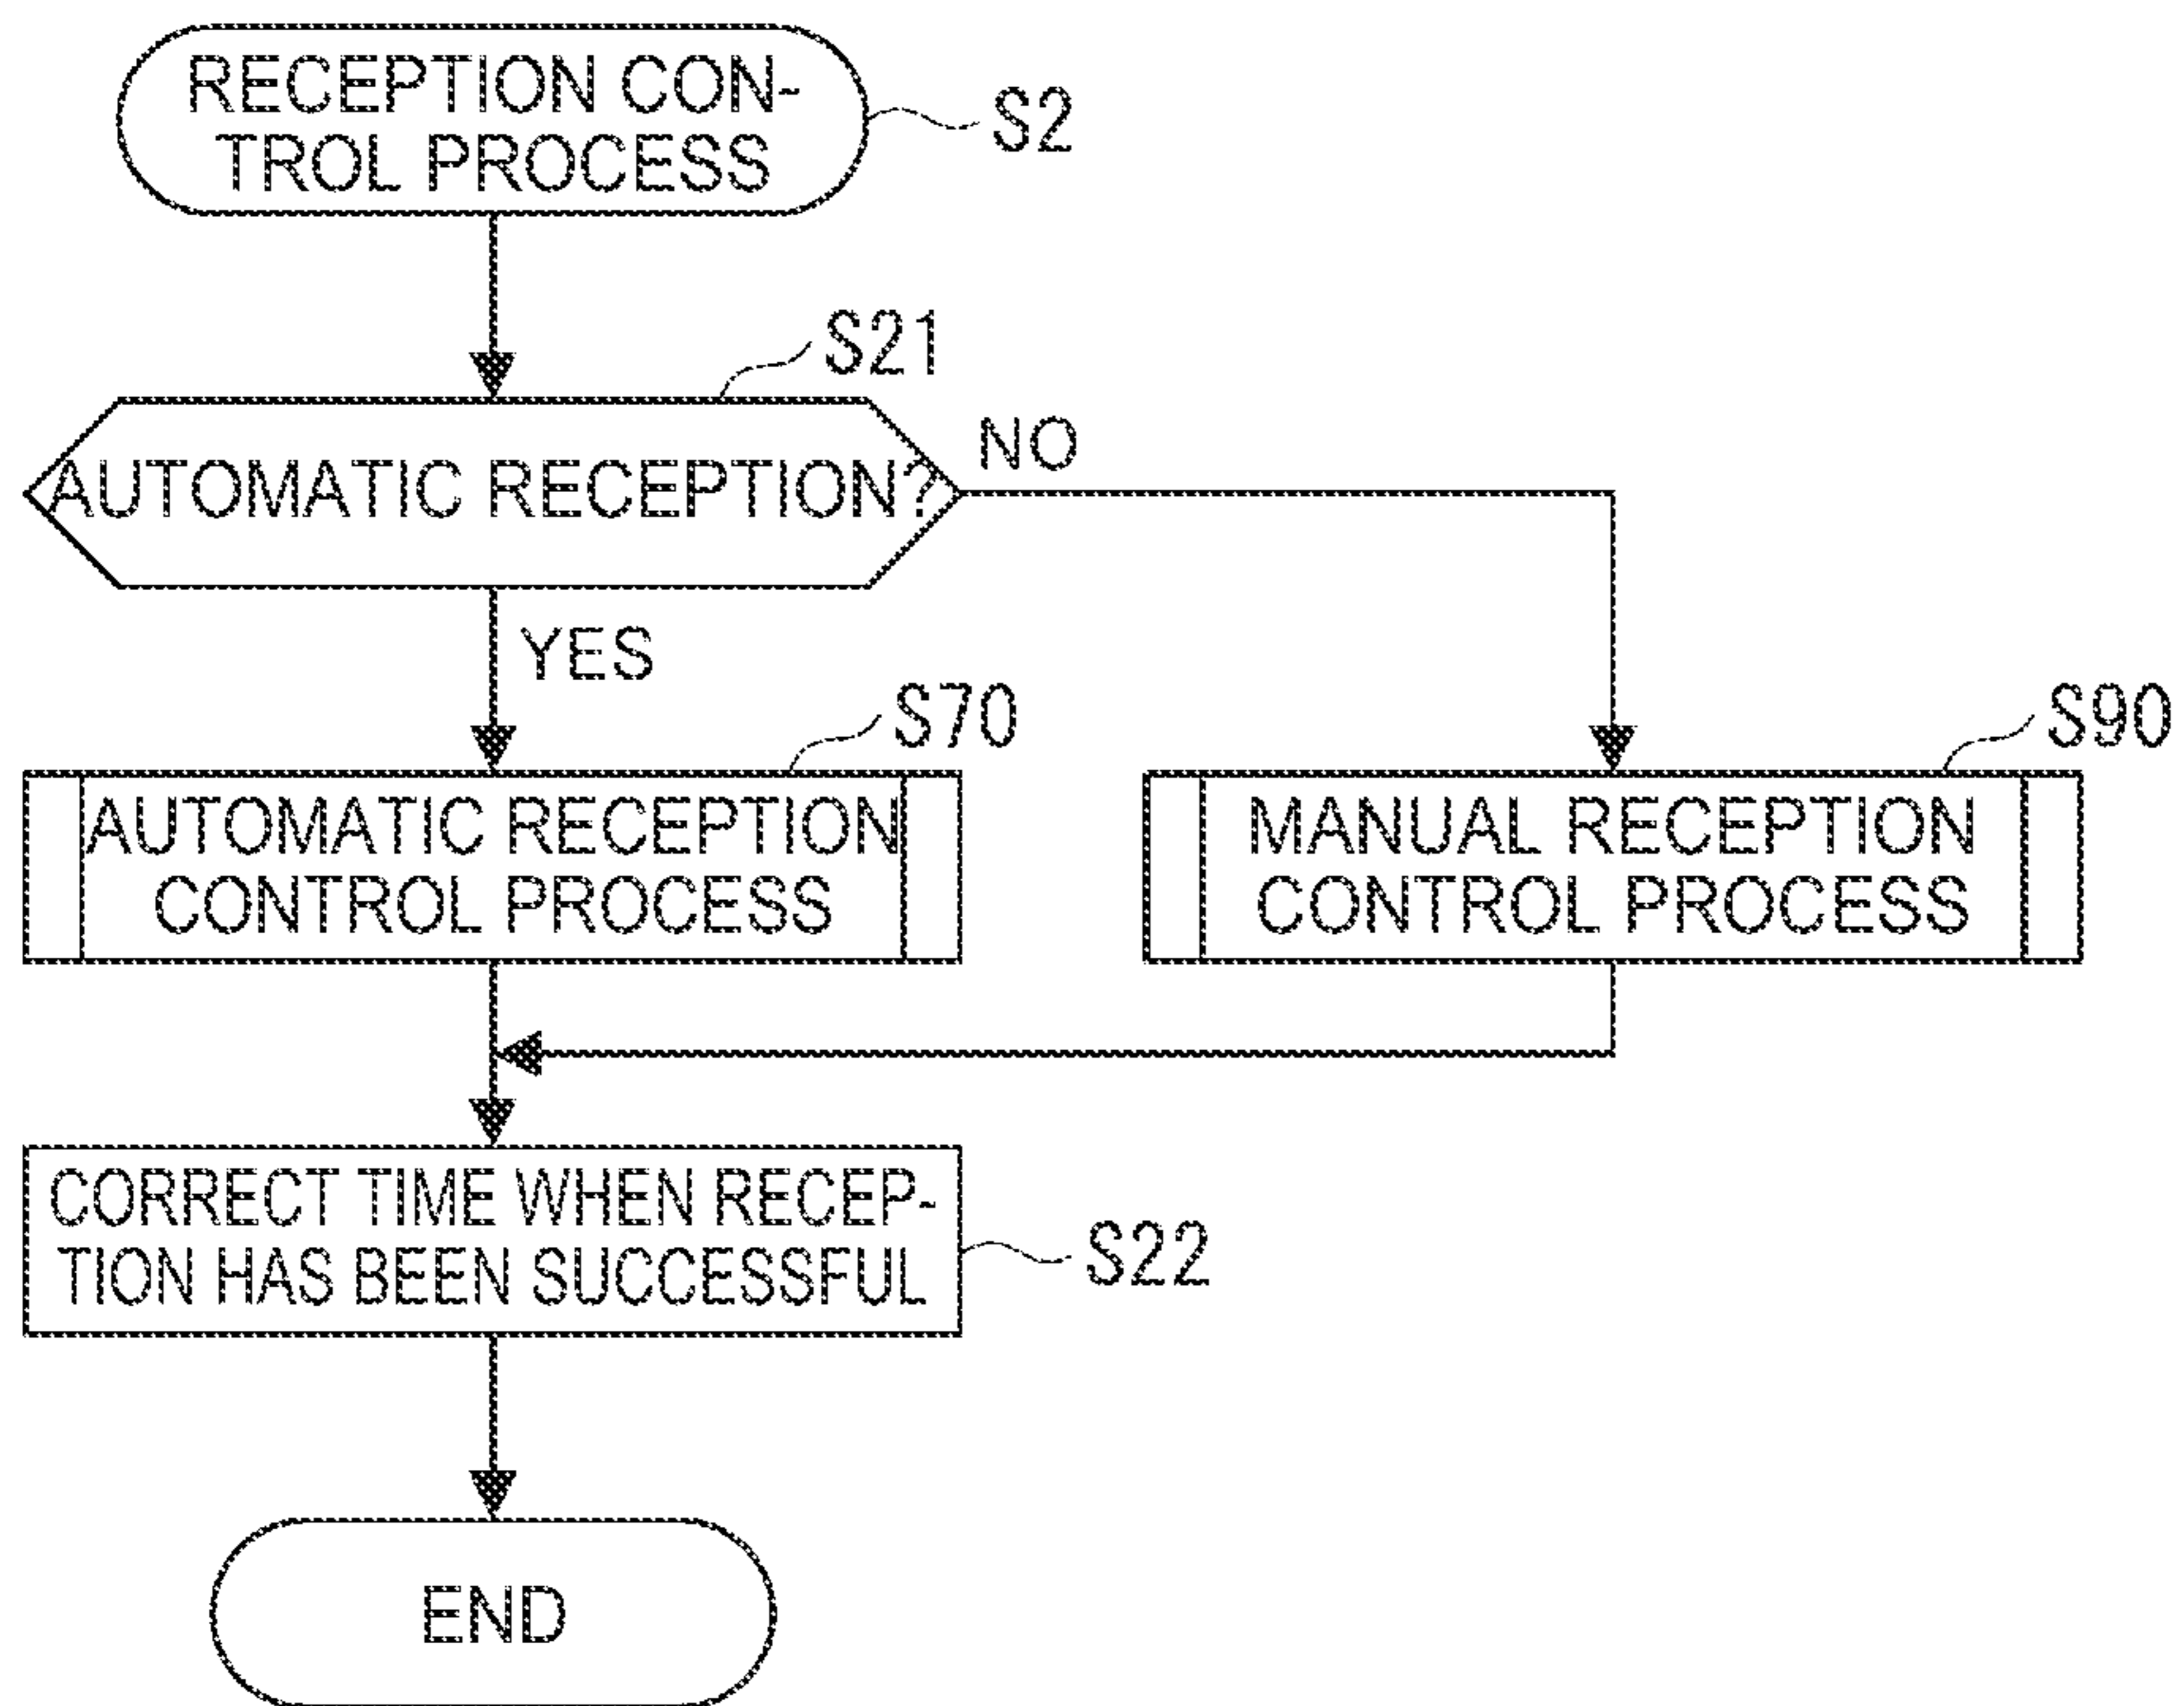 RECEPTION CON-
TROL PROCESS
S2
S21
AUTOMATIC RECEPTION?
NO
YES
S70
AUTOMATIC RECEPTION
CONTROL PROCESS
S90
MANUAL RECEPTION
CONTROL PROCESS
CORRECT TIME WHEN RECEP-
TION HAS BEEN SUCCESSFUL
S22
END